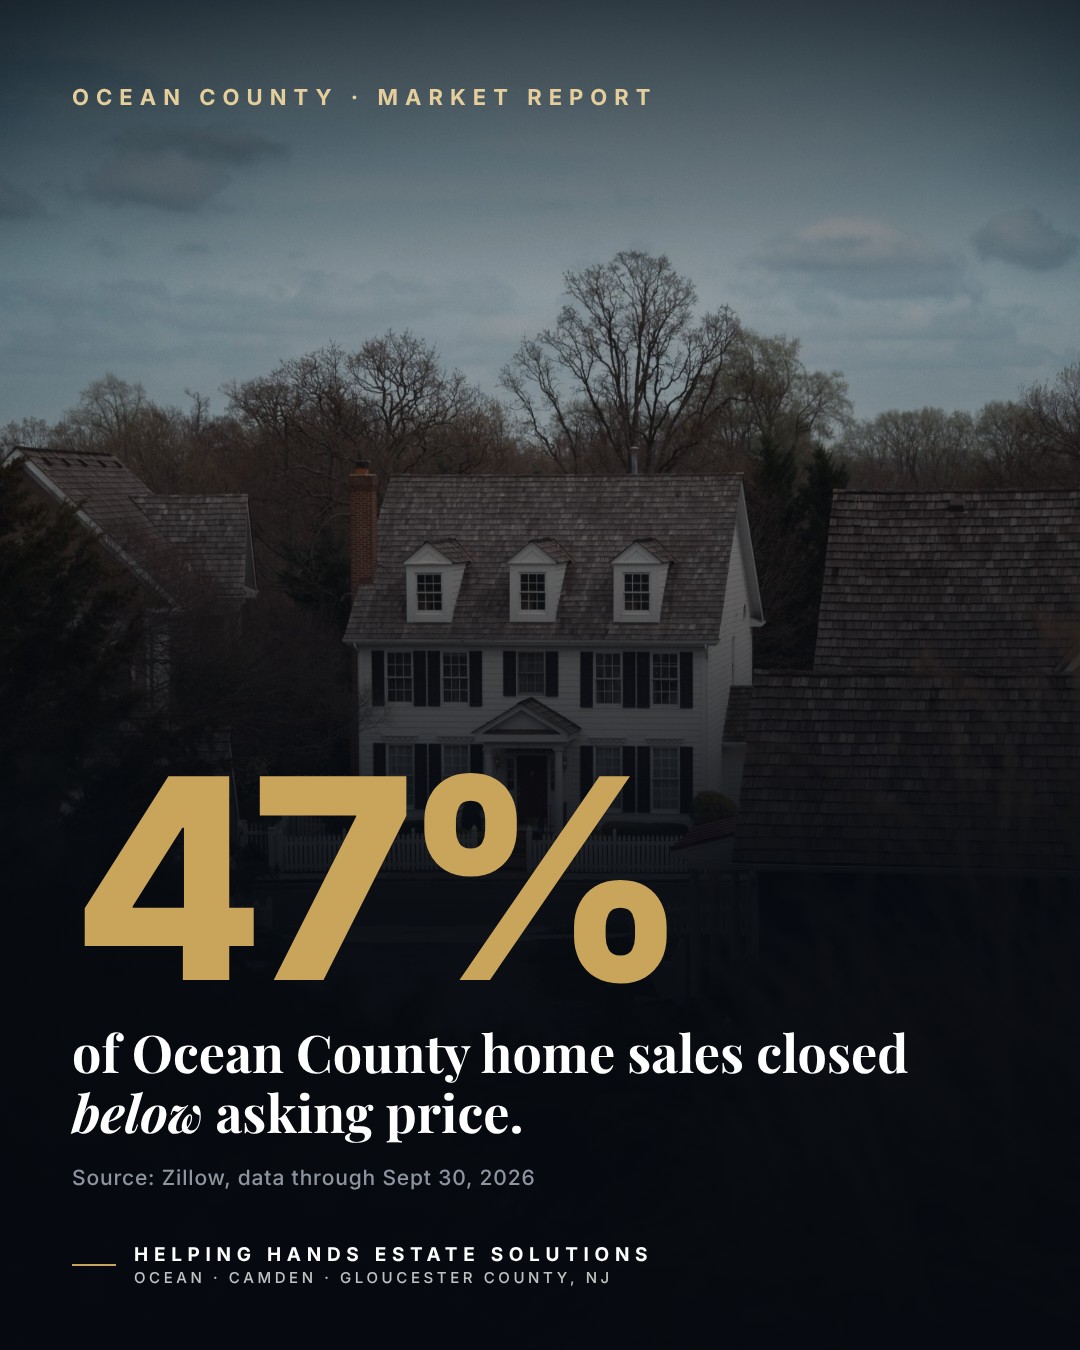 OCEAN COUNTY · MARKET REPORT
47%
of Ocean County home sales closed
below asking price.
Source: Zillow, data through Sept 30, 2026
HELPING HANDS ESTATE SOLUTIONS
OCEAN · CAMDEN · GLOUCESTER COUNTY, NJ